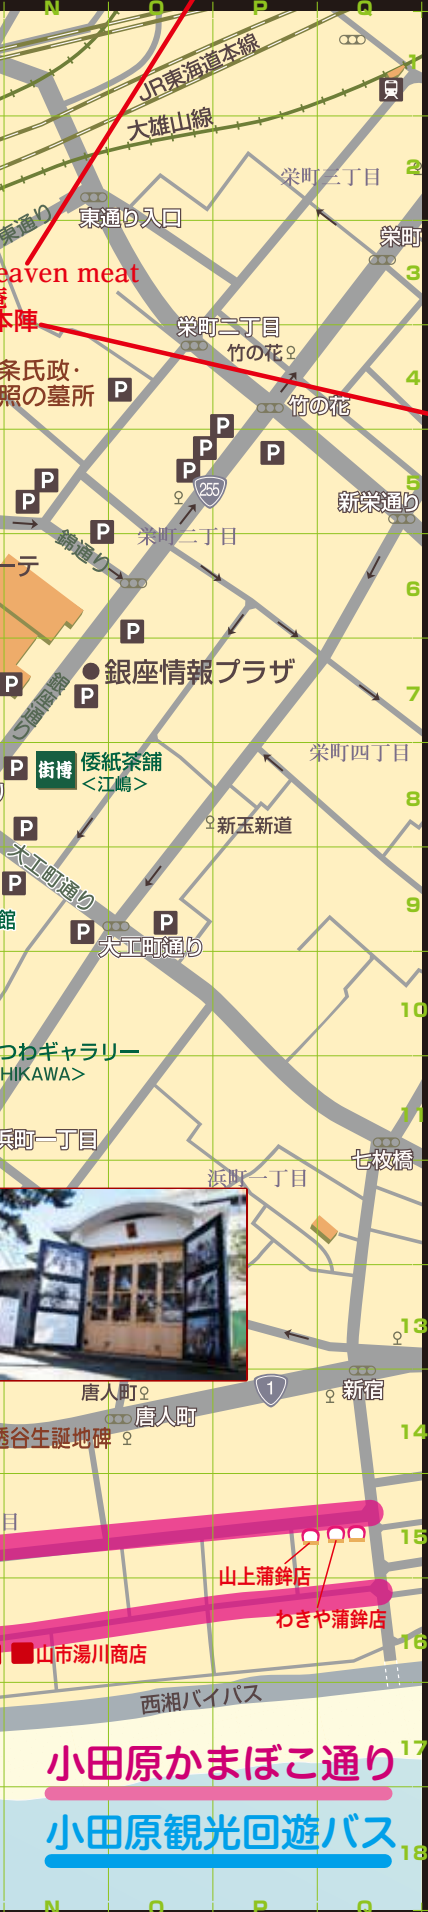 N O P Q
1
JR東海道本線
大雄山線
2
栄町三丁目
東通り
東通り入口
栄町
3
eaven meat
庵
本陣
栄町二丁目
竹の花
4
条氏政・
照の墓所
P
竹の花
P
P
P
P
5
P
P
255
新栄通り
栄町二丁目
P
錦通り
ーテ
6
P
銀座情報プラザ
P
P
7
銀座通り
栄町四丁目
街博
倭紙茶舗
<江嶋>
P
8
新玉新道
P
大工町通り
P
9
館
P
P
大工町通り
10
つわギャラリー
HIKAWA>
11
浜町一丁目
七枚橋
浜町一丁目
13
唐人町
1
新宿
唐人町
14
透谷生誕地碑
目
15
山上蒲鉾店
わきや蒲鉾店
16
山市湯川商店
西湘バイパス
17
小田原かまぼこ通り
小田原観光回遊バス
18
N O P Q